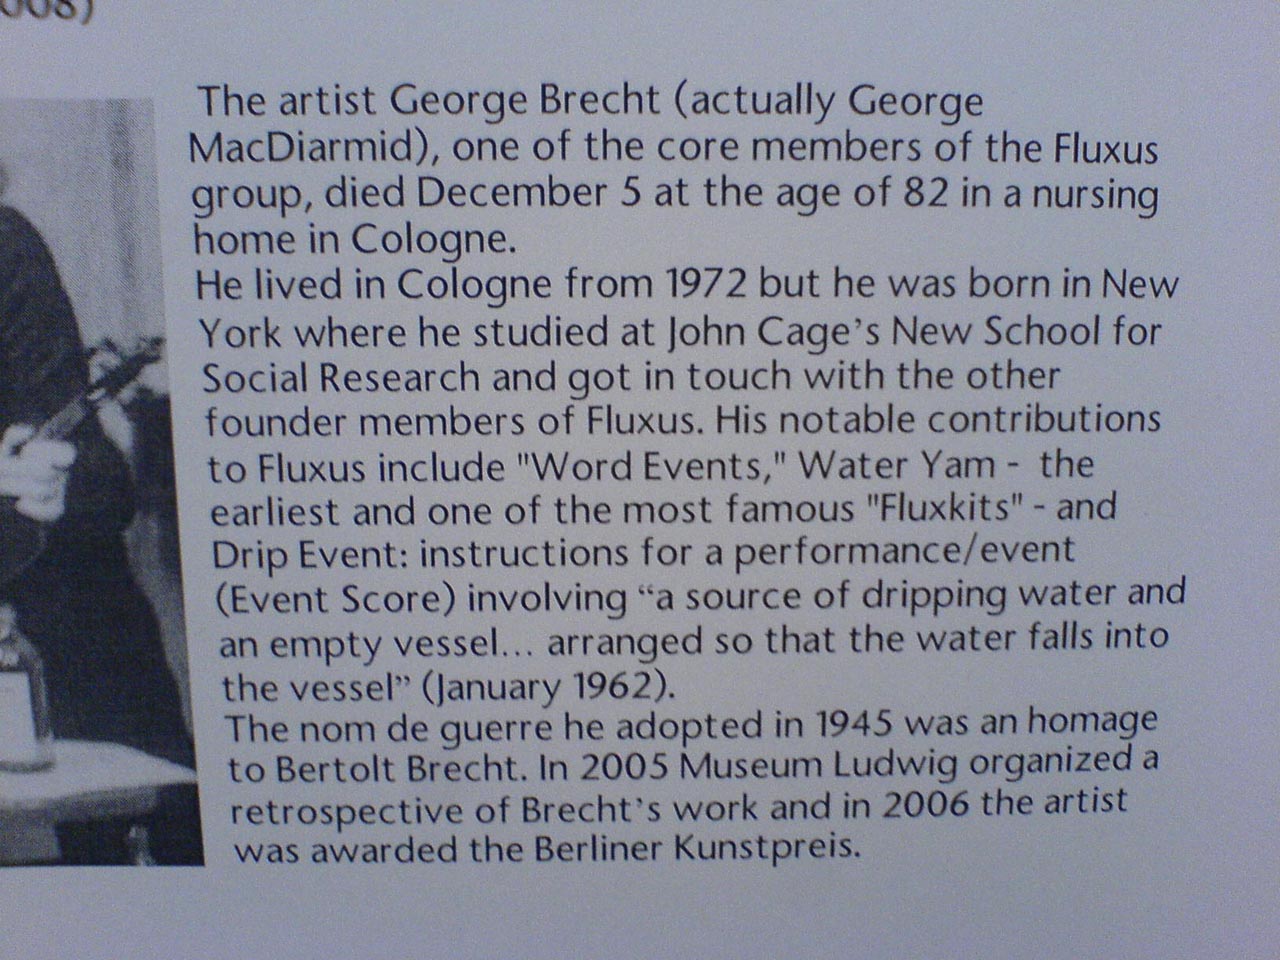 008)
The artist George Brecht (actually George
MacDiarmid), one of the core members of the Fluxus
group, died December 5 at the age of 82 in a nursing
home in Cologne.
He lived in Cologne from 1972 but he was born in New
York where he studied at John Cage's New School for
Social Research and got in touch with the other
founder members of Fluxus. His notable contributions
to Fluxus include "Word Events," Water Yam - the
earliest and one of the most famous "Fluxkits" - and
Drip Event: instructions for a performance/event
(Event Score) involving “a source of dripping water and
an empty vessel... arranged so that the water falls into
the vessel” (January 1962).
The nom de guerre he adopted in 1945 was an homage
to Bertolt Brecht. In 2005 Museum Ludwig organized a
retrospective of Brecht's work and in 2006 the artist
was awarded the Berliner Kunstpreis.